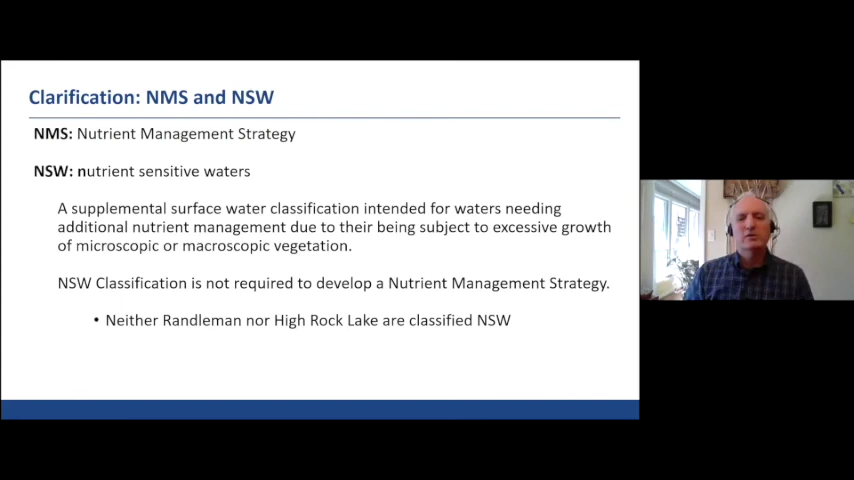 Clarification: NMS and NSW
NMS: Nutrient Management Strategy
NSW: nutrient sensitive waters
A supplemental surface water classification intended for waters needing
additional nutrient management due to their being subject to excessive growth
of microscopic or macroscopic vegetation.
NSW Classification is not required to develop a Nutrient Management Strategy.
• Neither Randleman nor High Rock Lake are classified NSW